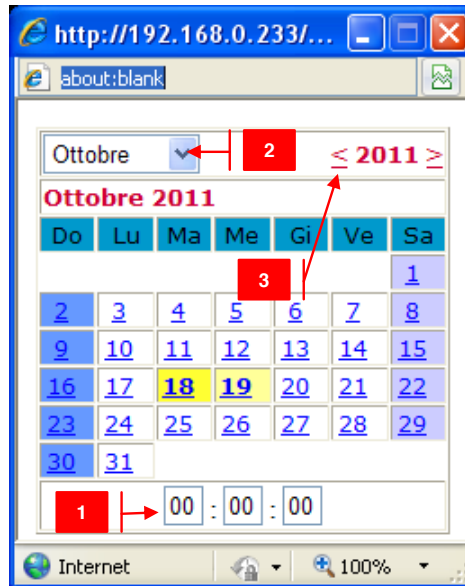 http://192.168.0.233/...
about:blank
Ottobre 2 < 2011 >
Ottobre 2011
Do Lu Ma Me Gi Ve Sa
3 1
2 3 4 5 6 7 8
9 10 11 12 13 14 15
16 17 18 19 20 21 22
23 24 25 26 27 28 29
30 31
1 00 : 00 : 00
Internet 100%